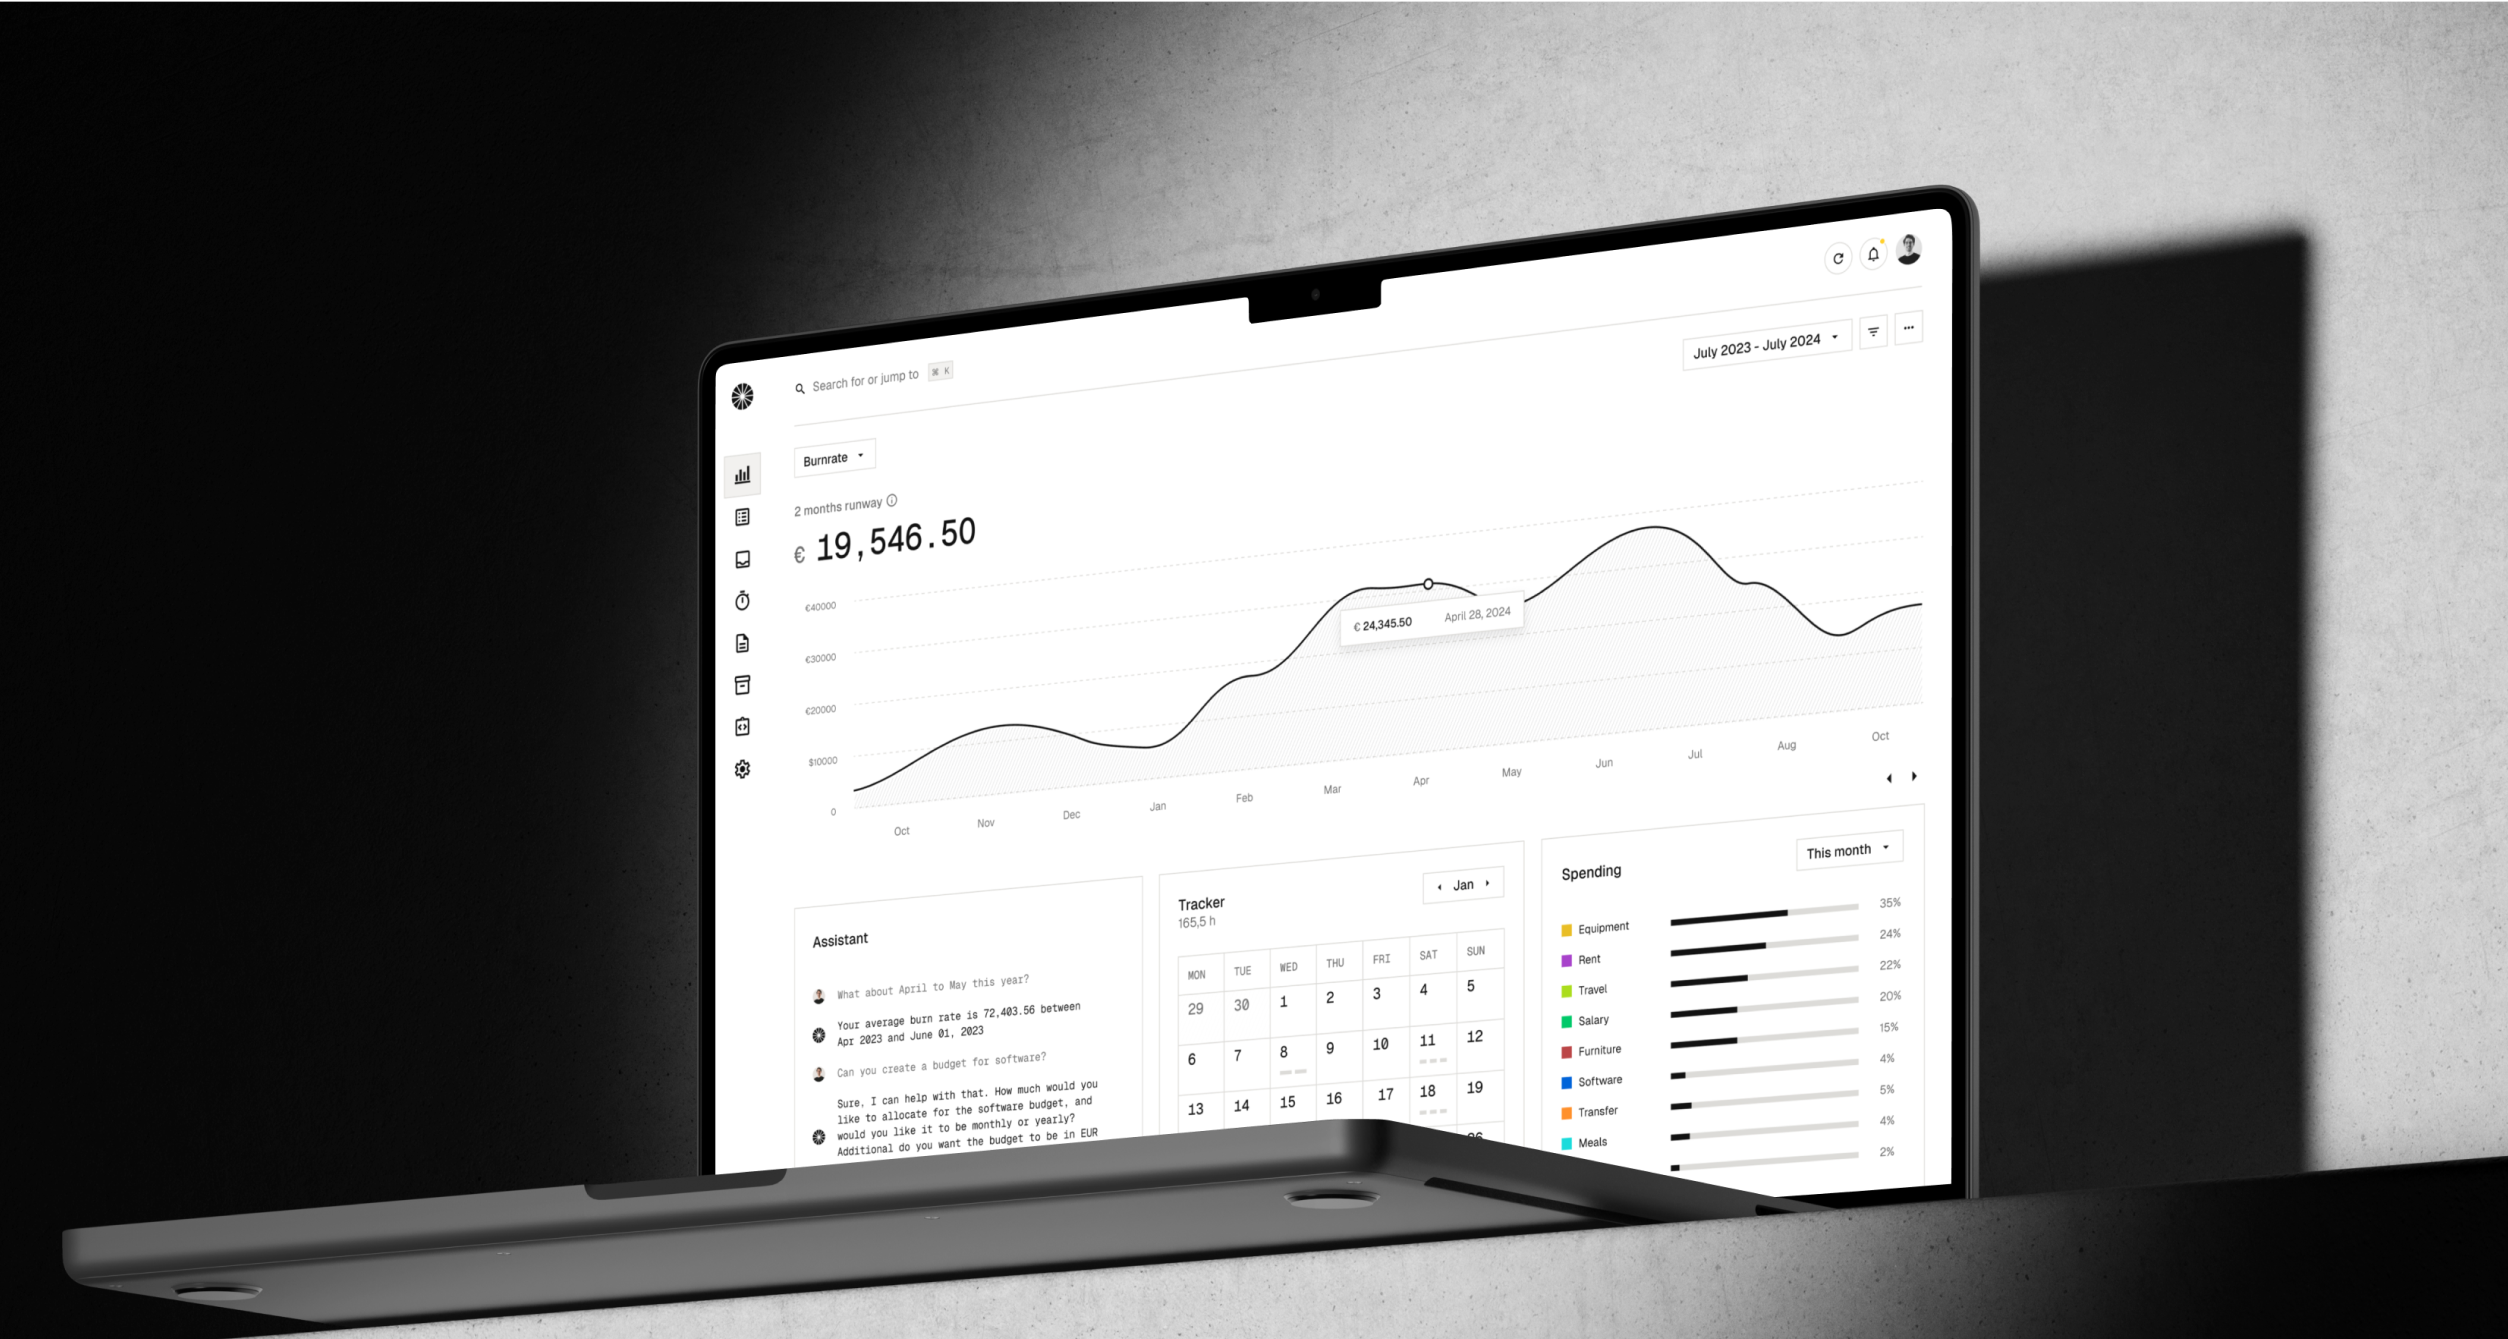 Search for or jump to ⌘ K
July 2023 - July 2024
Burnrate
2 months runway
€ 19,546.50
€40000
€30000
€20000
$10000
0
€ 24,345.50 April 28, 2024
Oct Nov Dec Jan Feb Mar Apr May Jun Jul Aug Oct
Assistant
What about April to May this year?
Your average burn rate is 72,403.56 between
Apr 2023 and June 01, 2023
Can you create a budget for software?
Sure, I can help with that. How much would you
like to allocate for the software budget, and
would you like it to be monthly or yearly?
Additional do you want the budget to be in EUR
Tracker
165,5 h
Jan
MON TUE WED THU FRI SAT SUN
29 30 1 2 3 4 5
6 7 8 9 10 11 12
13 14 15 16 17 18 19
Spending
This month
Equipment 35%
Rent 24%
Travel 22%
Salary 20%
Furniture 15%
Software 4%
Transfer 5%
Meals 4%
2%